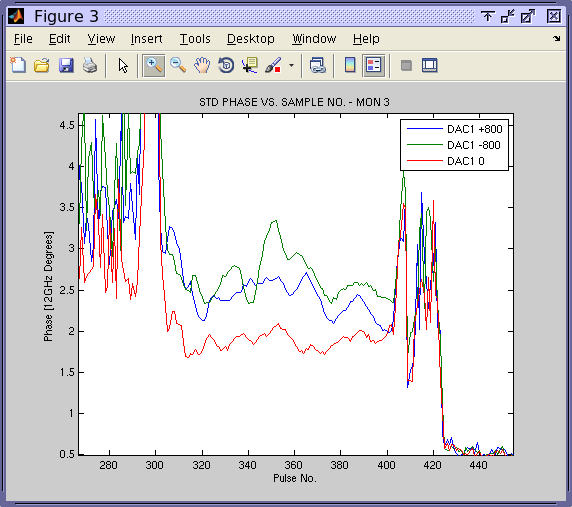 Figure 3
File Edit View Insert Tools Desktop Window Help
STD PHASE VS. SAMPLE NO. - MON 3
DAC1 +800
DAC1 -800
DAC1 0
4.5
4
3.5
3
2.5
2
1.5
1
0.5
Phase [12GHz Degrees]
280 300 320 340 360 380 400 420 440
Pulse No.